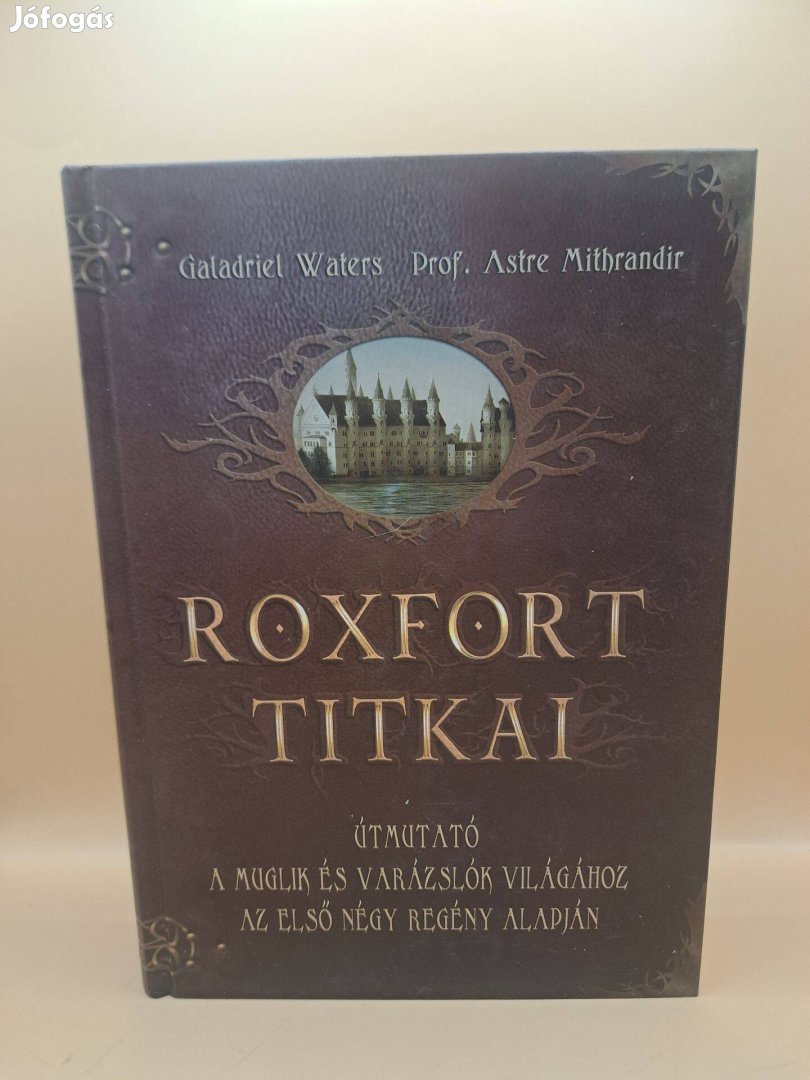 Jófogás
Galadriel Waters Prof. Astre Mithrandir
ROXFORT
TITKAI
ÚTMUTATÓ
A MUGLIK ÉS VARÁZSLÓK VILÁGÁHOZ
AZ ELSŐ NÉGY REGÉNY ALAPJÁN